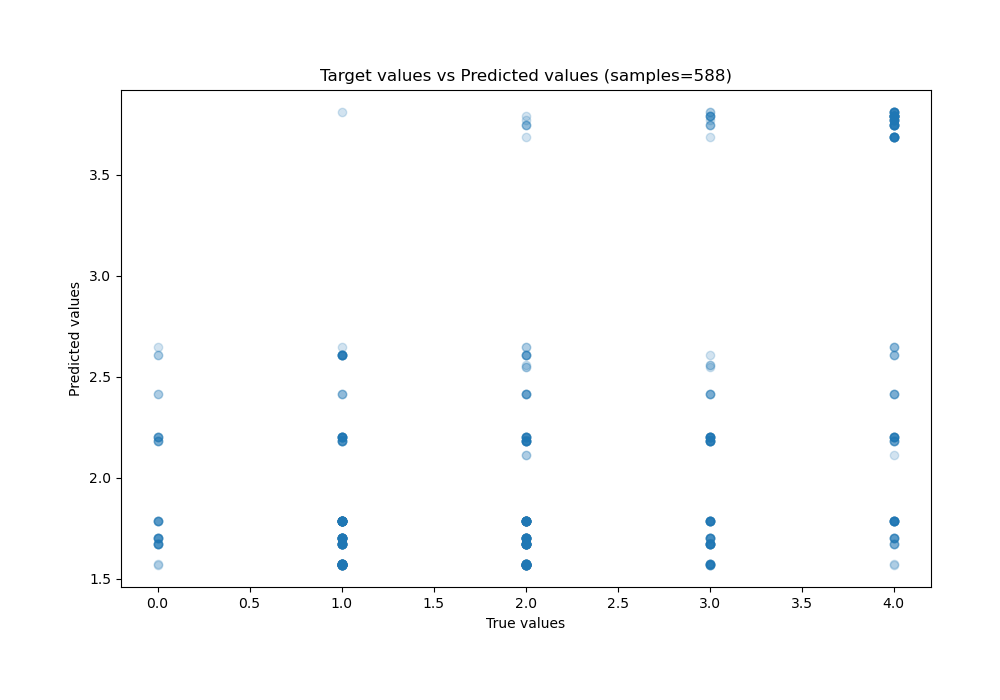 Target values vs Predicted values (samples=588)
Predicted values
3.5
3.0
2.5
2.0
1.5
0.0 0.5 1.0 1.5 2.0 2.5 3.0 3.5 4.0
True values